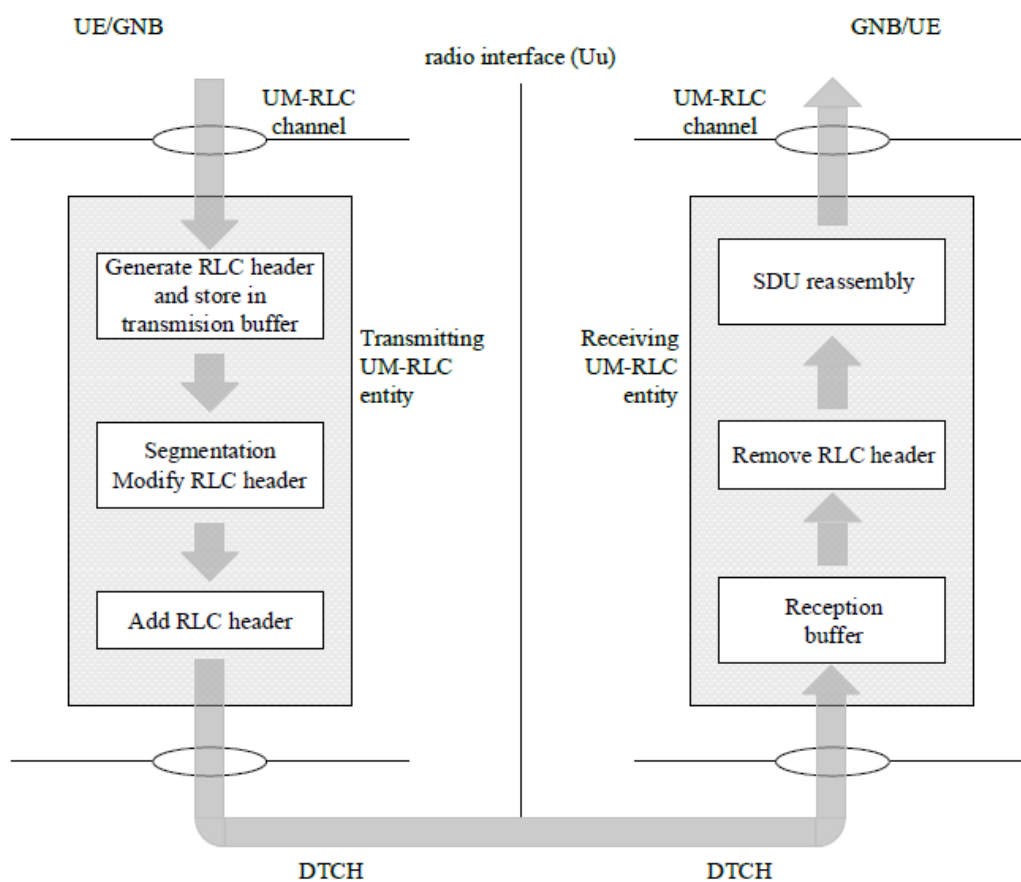 UE/GNB
GNB/UE
radio interface (Uu)
UM-RLC
channel
UM-RLC
channel
Generate RLC header
and store in
transmision buffer
Transmitting
UM-RLC
entity
Segmentation
Modify RLC header
Add RLC header
Receiving
UM-RLC
entity
SDU reassembly
Remove RLC header
Reception
buffer
DTCH
DTCH